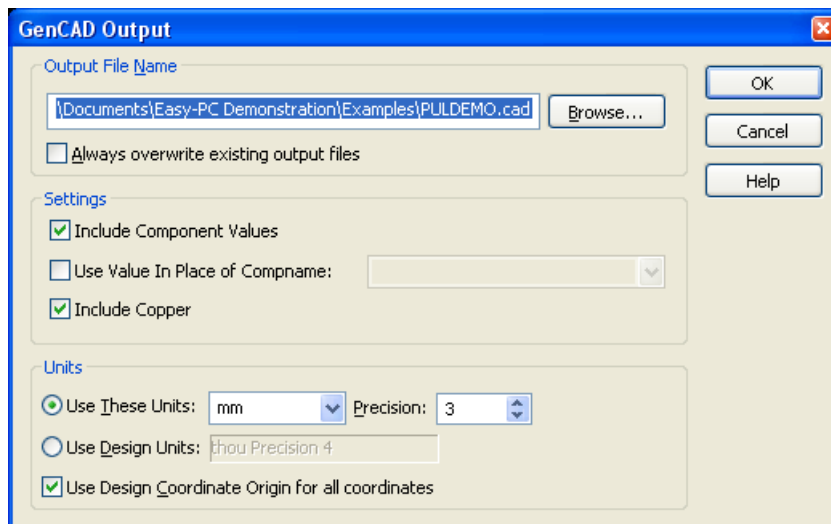 GenCAD Output
Output File Name
\Documents\Easy-PC Demonstration\Examples\PULDEMO.cad
Browse...
Always overwrite existing output files
OK
Cancel
Help
Settings
Include Component Values
Use Value In Place of Compname:
Include Copper
Units
Use These Units: mm Precision: 3
Use Design Units: thou Precision 4
Use Design Coordinate Origin for all coordinates